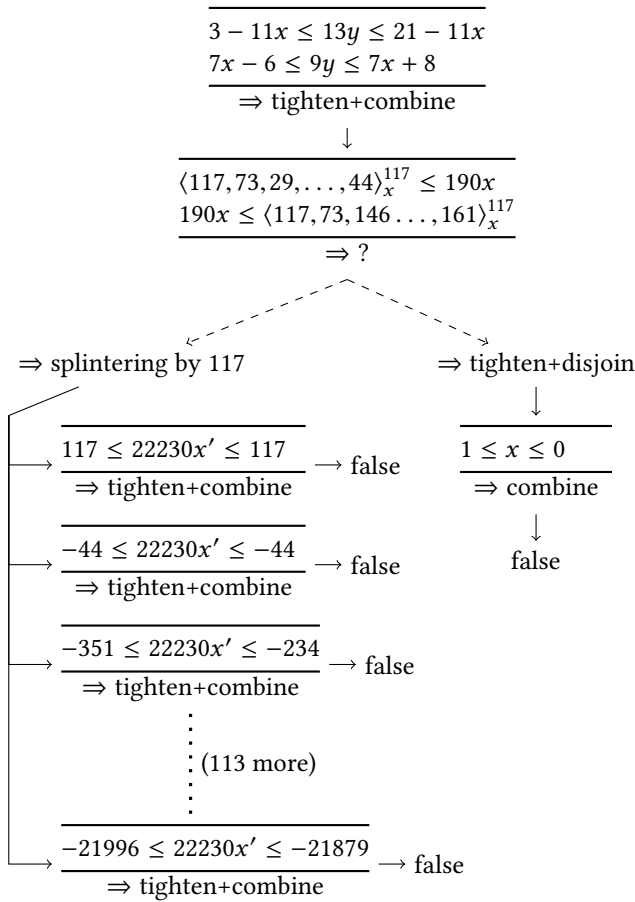 3 − 11x ≤ 13y ≤ 21 − 11x
7x − 6 ≤ 9y ≤ 7x + 8
⇒ tighten+combine
⟨117, 73, 29, . . . , 44⟩ₓ¹¹⁷ ≤ 190x
190x ≤ ⟨117, 73, 146 . . . , 161⟩ₓ¹¹⁷
⇒ ?
⇒ splintering by 117
⇒ tighten+disjoin
117 ≤ 22230x′ ≤ 117
⇒ tighten+combine
false
1 ≤ x ≤ 0
⇒ combine
false
−44 ≤ 22230x′ ≤ −44
⇒ tighten+combine
false
−351 ≤ 22230x′ ≤ −234
⇒ tighten+combine
false
(113 more)
−21996 ≤ 22230x′ ≤ −21879
⇒ tighten+combine
false